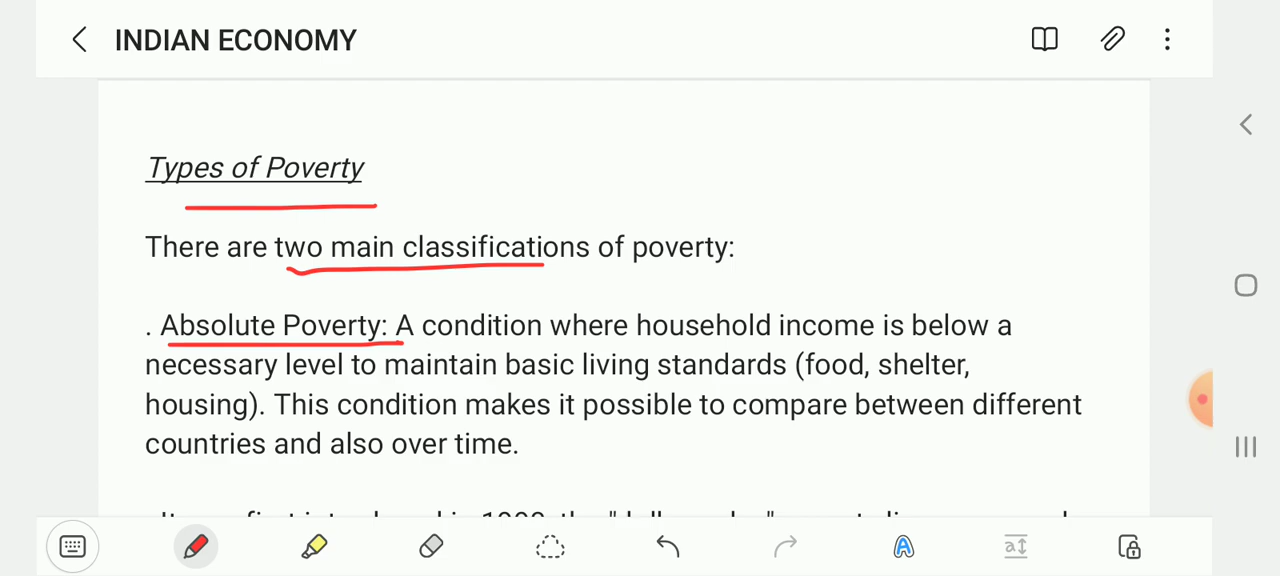 INDIAN ECONOMY
Types of Poverty
There are two main classifications of poverty:
. Absolute Poverty: A condition where household income is below a
necessary level to maintain basic living standards (food, shelter,
housing). This condition makes it possible to compare between different
countries and also over time.